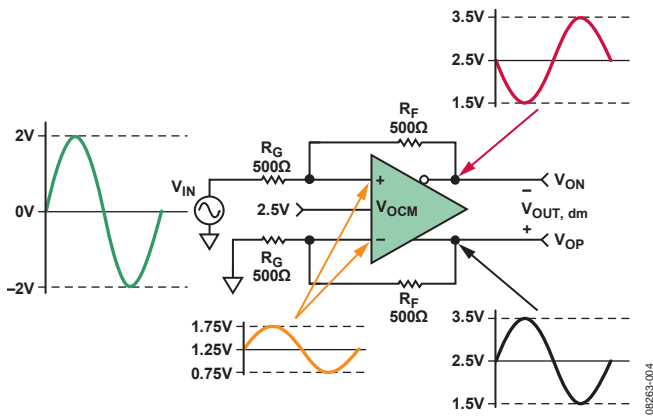 3.5V
2.5V
1.5V
2V
0V
–2V
VIN
RG
500Ω
RF
500Ω
+
2.5V
VOCM
–
RG
500Ω
RF
500Ω
VON
–
VOUT, dm
+
VOP
1.75V
1.25V
0.75V
3.5V
2.5V
1.5V
08263-004